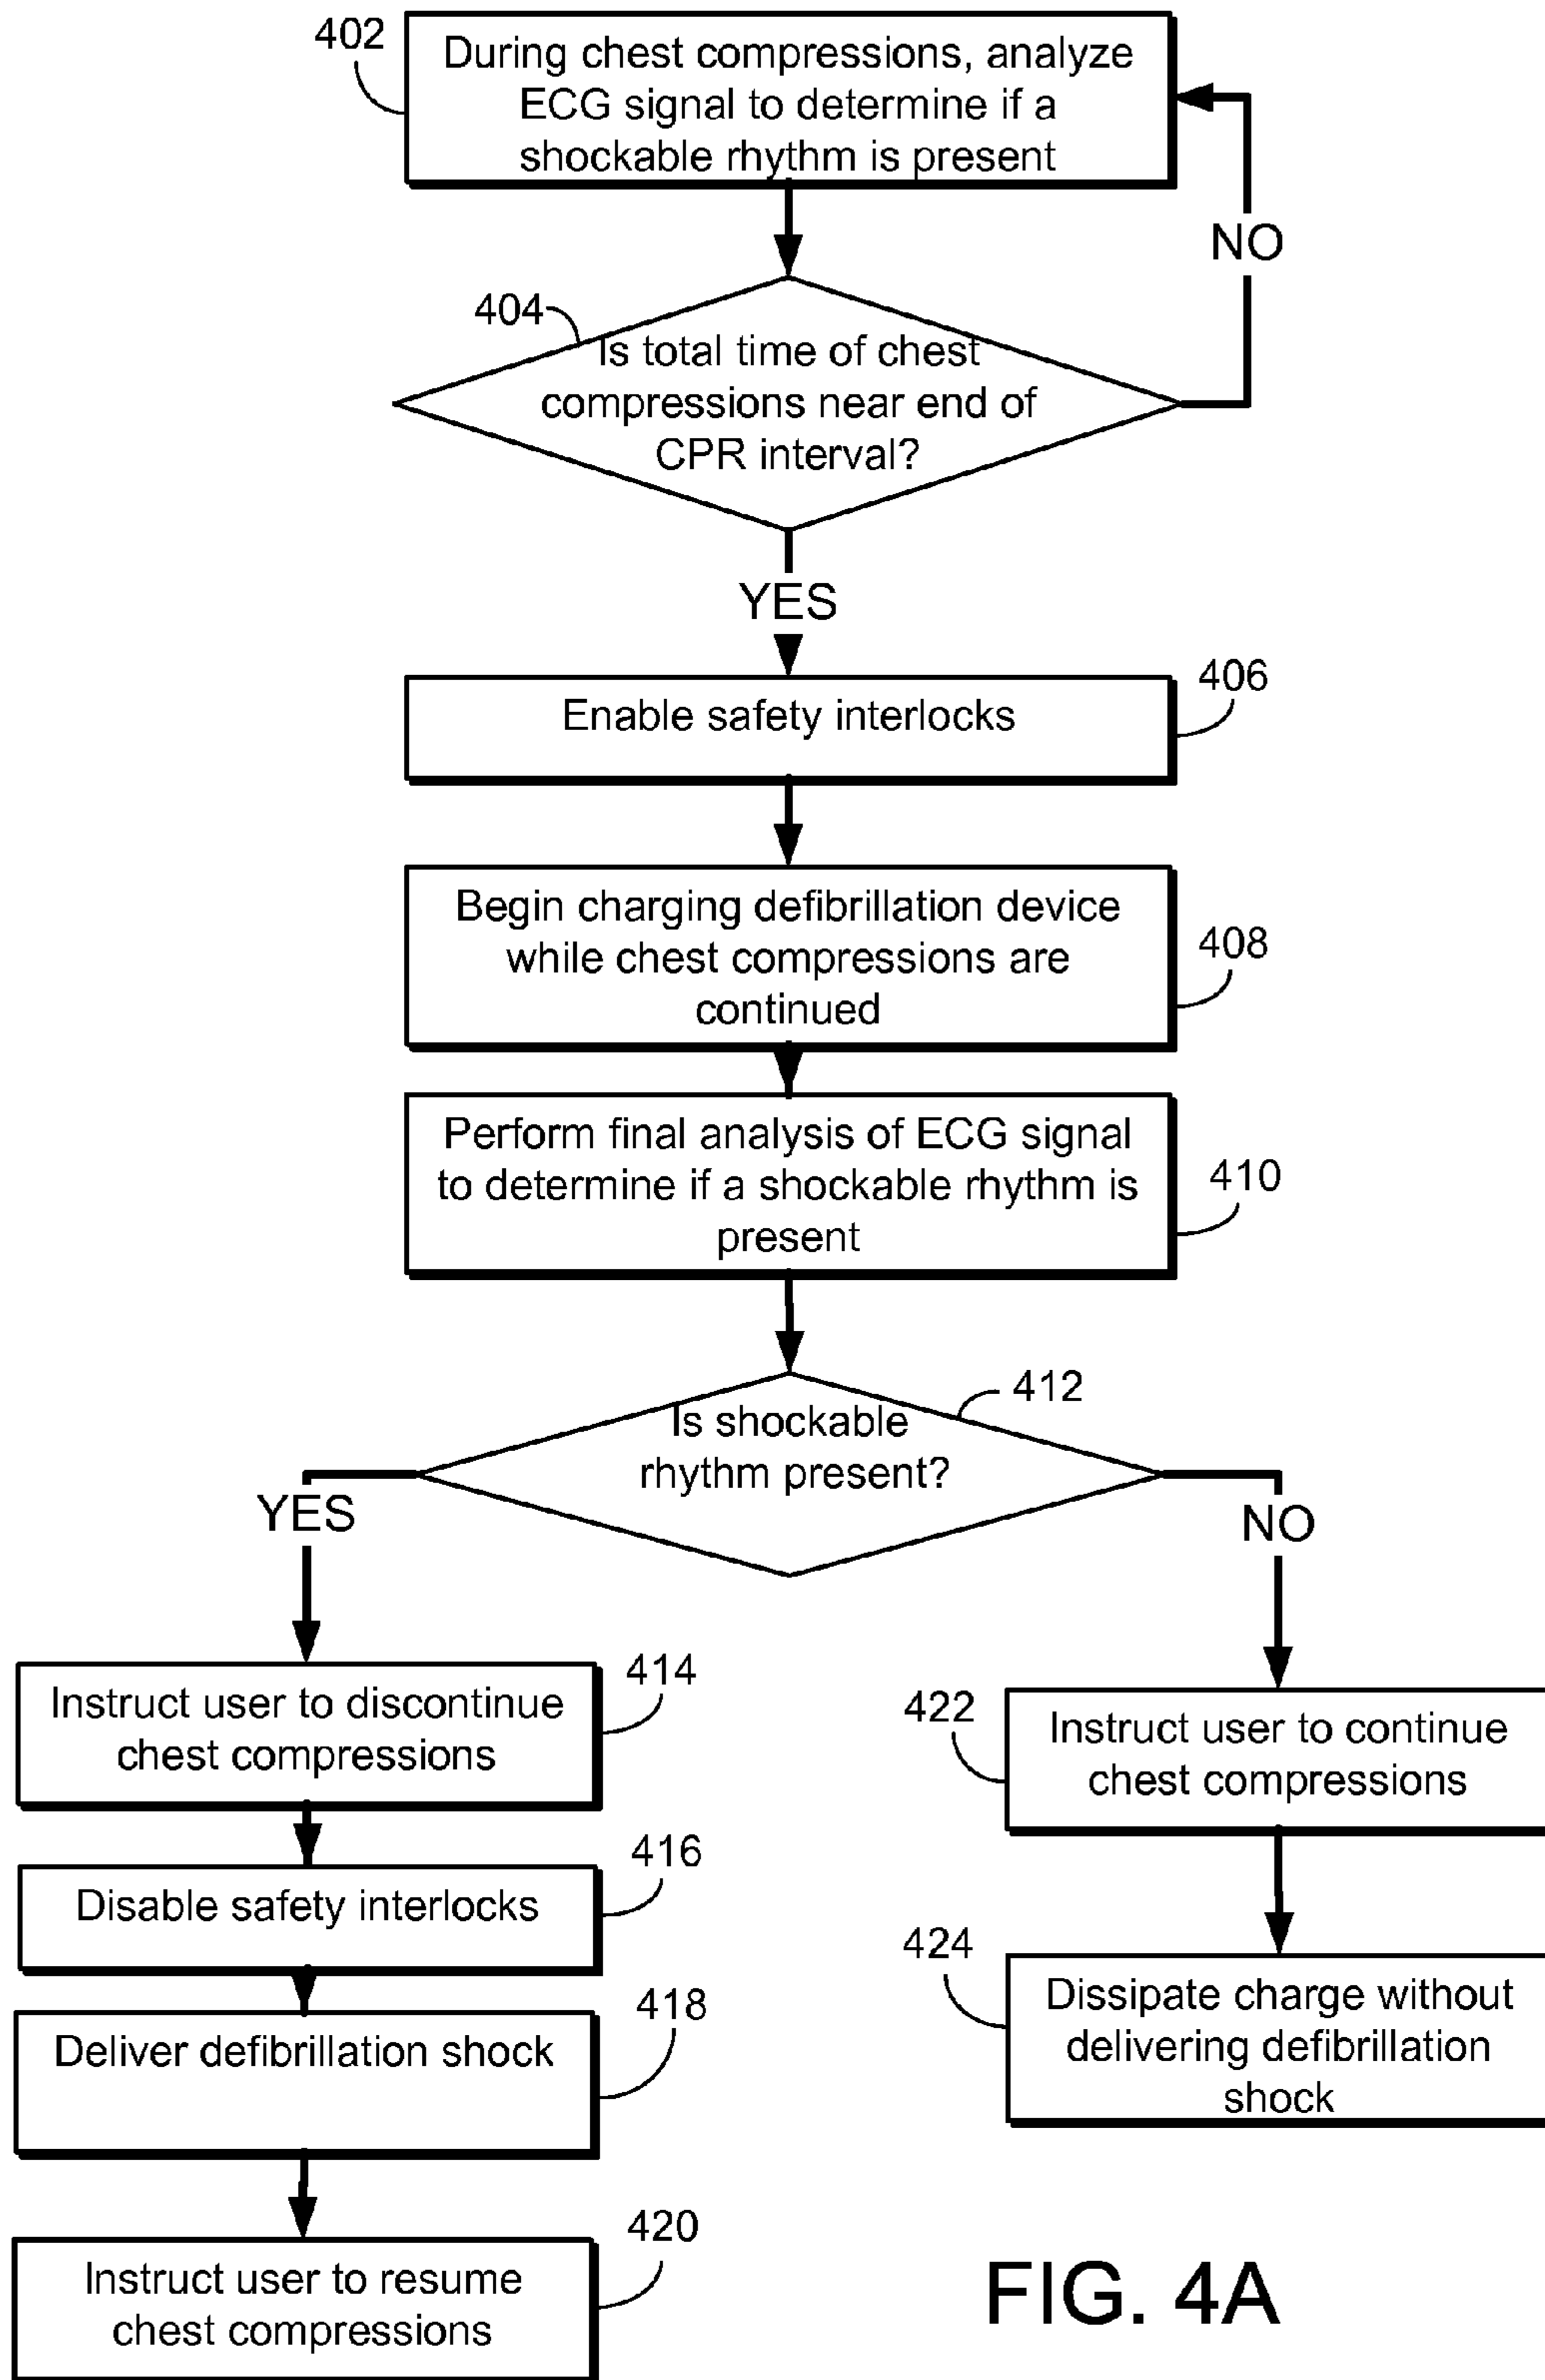 402
During chest compressions, analyze
ECG signal to determine if a
shockable rhythm is present
NO
404
Is total time of chest
compressions near end of
CPR interval?
YES
406
Enable safety interlocks
Begin charging defibrillation device
while chest compressions are
continued
408
Perform final analysis of ECG signal
to determine if a shockable rhythm is
present
410
412
Is shockable
rhythm present?
YES
NO
414
Instruct user to discontinue
chest compressions
422
Instruct user to continue
chest compressions
416
Disable safety interlocks
424
Dissipate charge without
delivering defibrillation
shock
418
Deliver defibrillation shock
420
Instruct user to resume
chest compressions
FIG. 4A